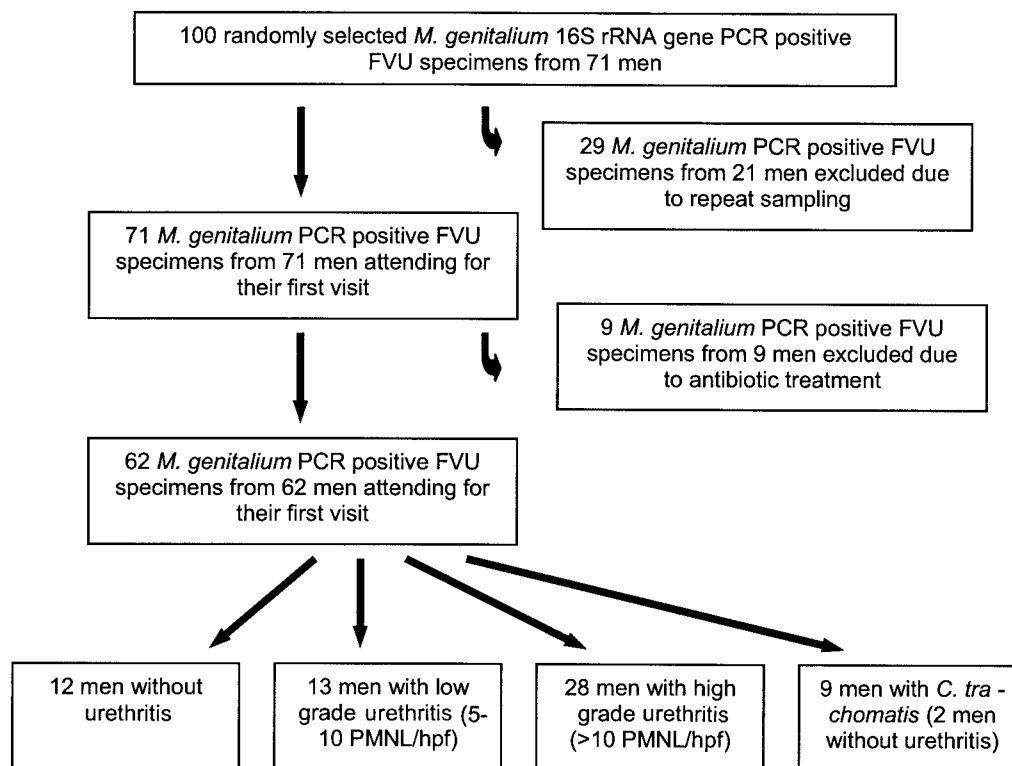 100 randomly selected M. genitalium 16S rRNA gene PCR positive
FVU specimens from 71 men
29 M. genitalium PCR positive FVU
specimens from 21 men excluded due
to repeat sampling
71 M. genitalium PCR positive FVU
specimens from 71 men attending for
their first visit
9 M. genitalium PCR positive FVU
specimens from 9 men excluded due
to antibiotic treatment
62 M. genitalium PCR positive FVU
specimens from 62 men attending for
their first visit
12 men without
urethritis
13 men with low
grade urethritis (5-
10 PMNL/hpf)
28 men with high
grade urethritis
(>10 PMNL/hpf)
9 men with C. tra -
chomatis (2 men
without urethritis)